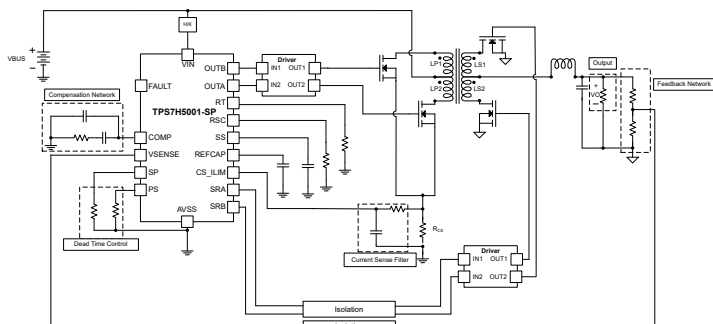 H/K
VBUS
+
−
VIN
Driver
OUTB
IN1
OUT1
OUTA
IN2
OUT2
LP1
LS1
LP2
LS2
FAULT
RT
TPS7H5001-SP
RSC
Compensation Network
COMP
SS
VSENSE
REFCAP
SP
CS_ILIM
PS
SRA
AVSS
SRB
Dead Time Control
RCS
Current Sense Filter
Output
+
VO
−
Feedback Network
Driver
IN1
OUT1
IN2
OUT2
Isolation